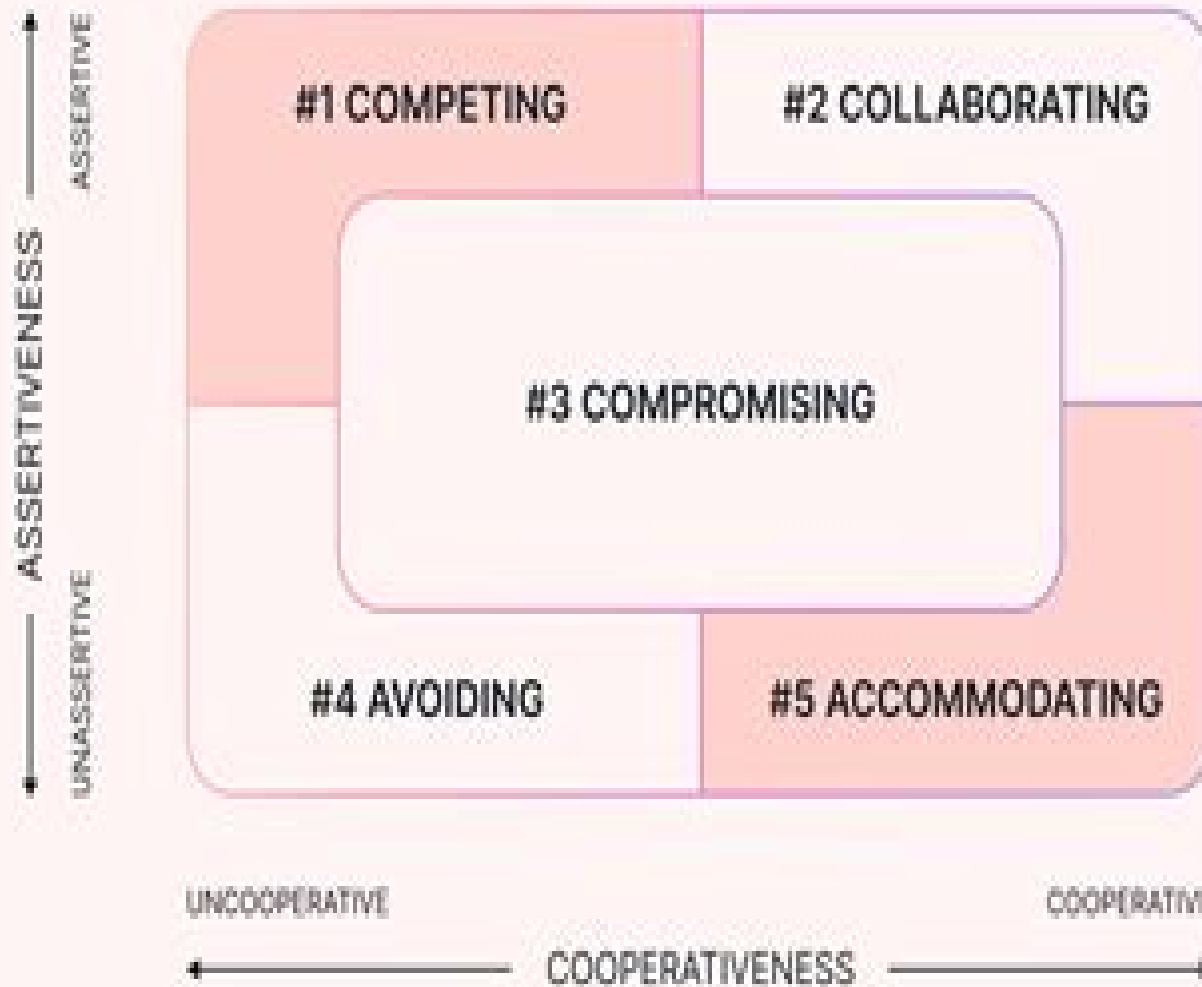 ASSERTIVE
#1 COMPETING
#2 COLLABORATING
ASSERTIVENESS
#3 COMPROMISING
UNASSERTIVE
#4 AVOIDING
#5 ACCOMMODATING
UNCOOPERATIVE
COOPERATIV
COOPERATIVENESS